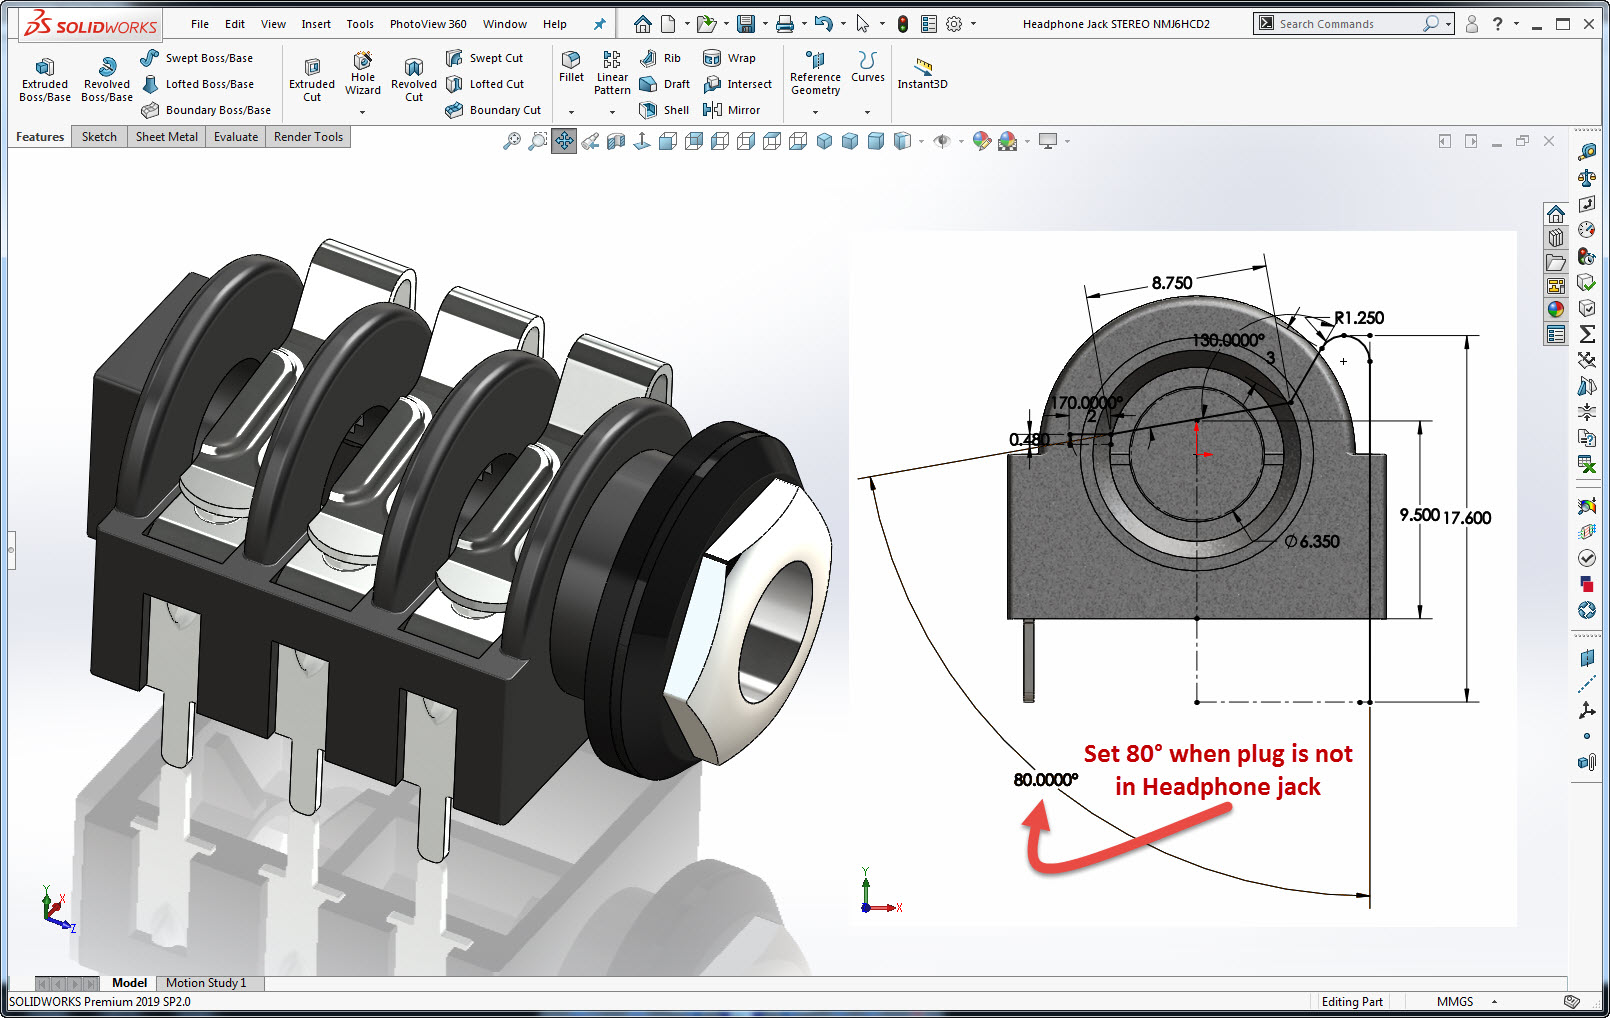 SOLIDWORKS
File Edit View Insert Tools PhotoView 360 Window Help
Headphone Jack STEREO NMJ6HCD2
Search Commands
?
Extruded Boss/Base
Revolved Boss/Base
Swept Boss/Base
Lofted Boss/Base
Boundary Boss/Base
Extruded Cut
Hole Wizard
Revolved Cut
Swept Cut
Lofted Cut
Boundary Cut
Fillet
Linear Pattern
Rib
Draft
Shell
Wrap
Intersect
Mirror
Reference Geometry
Curves
Instant3D
Features Sketch Sheet Metal Evaluate Render Tools
8.750
R1.250
130.0000°
3
170.0000°
2
0.480
9.500
17.600
Ø6.350
Set 80° when plug is not
in Headphone jack
80.0000°
Y
X
Z
Y
X
Model Motion Study 1
SOLIDWORKS Premium 2019 SP2.0
Editing Part
MMGS